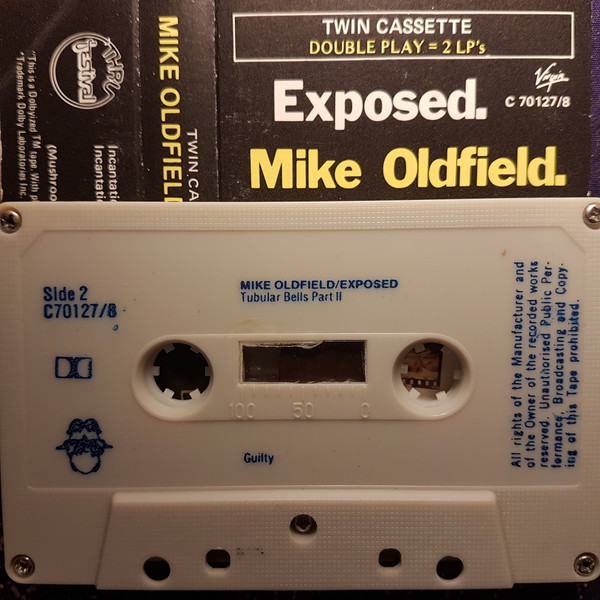 TWIN CASSETTE
DOUBLE PLAY = 2 LP's
Virgin
Exposed.
C 70127/8
Mike Oldfield.
MIKE OLDFIELD
TWIN CA
Festival
"This is a Dolbyized TM tape. With
*Trademark Dolby Laboratories Inc.
Incantatio
Incantatio
(Mushroo
Side 2
C70127/8
MIKE OLDFIELD/EXPOSED
Tubular Bells Part II
100 50 0
Guilty
All rights of the Manufacturer and
of the Owner of the recorded works
reserved. Unauthorised Public Per-
formance, Broadcasting and Copy-
ing of this Tape prohibited.